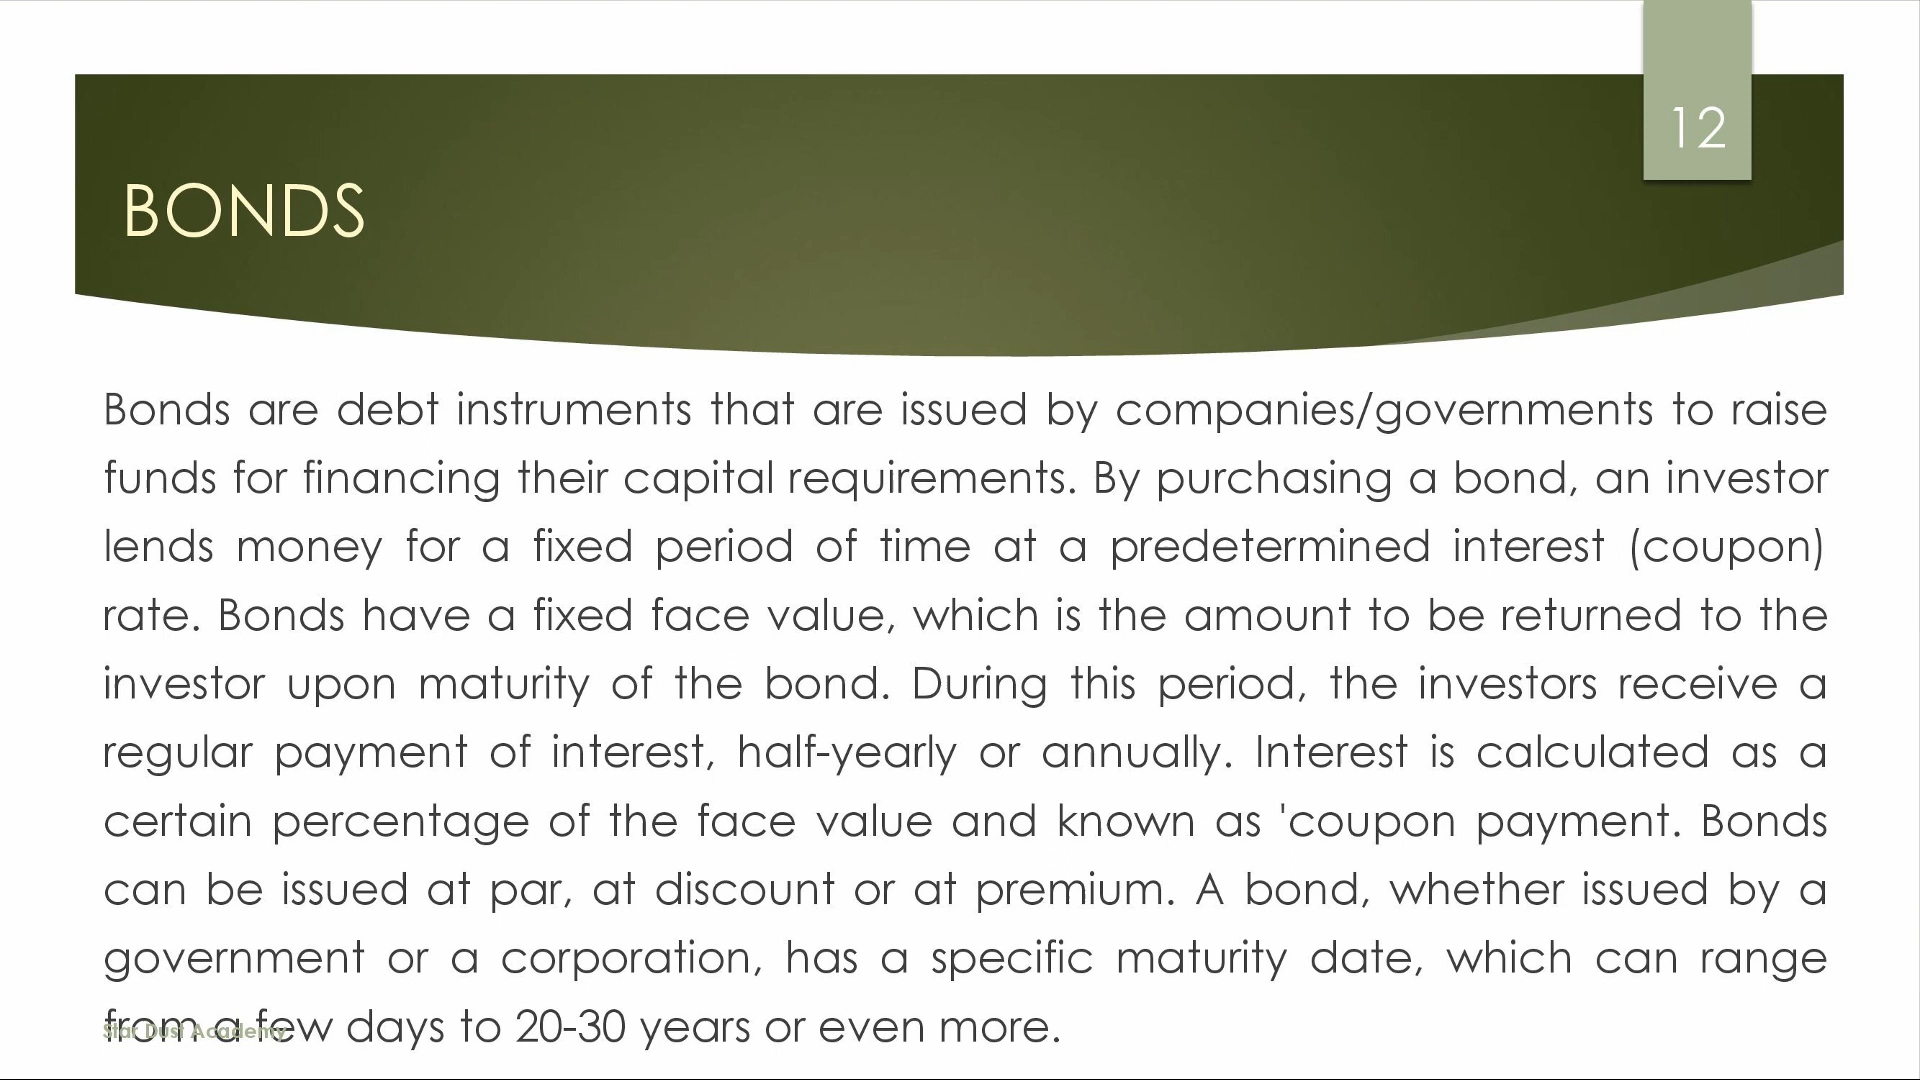 12
BONDS
Bonds are debt instruments that are issued by companies/governments to raise
funds for financing their capital requirements. By purchasing a bond, an investor
lends money for a fixed period of time at a predetermined interest (coupon)
rate. Bonds have a fixed face value, which is the amount to be returned to the
investor upon maturity of the bond. During this period, the investors receive a
regular payment of interest, half-yearly or annually. Interest is calculated as a
certain percentage of the face value and known as 'coupon payment. Bonds
can be issued at par, at discount or at premium. A bond, whether issued by a
government or a corporation, has a specific maturity date, which can range
from a few days to 20-30 years or even more.
Star Dust Academy